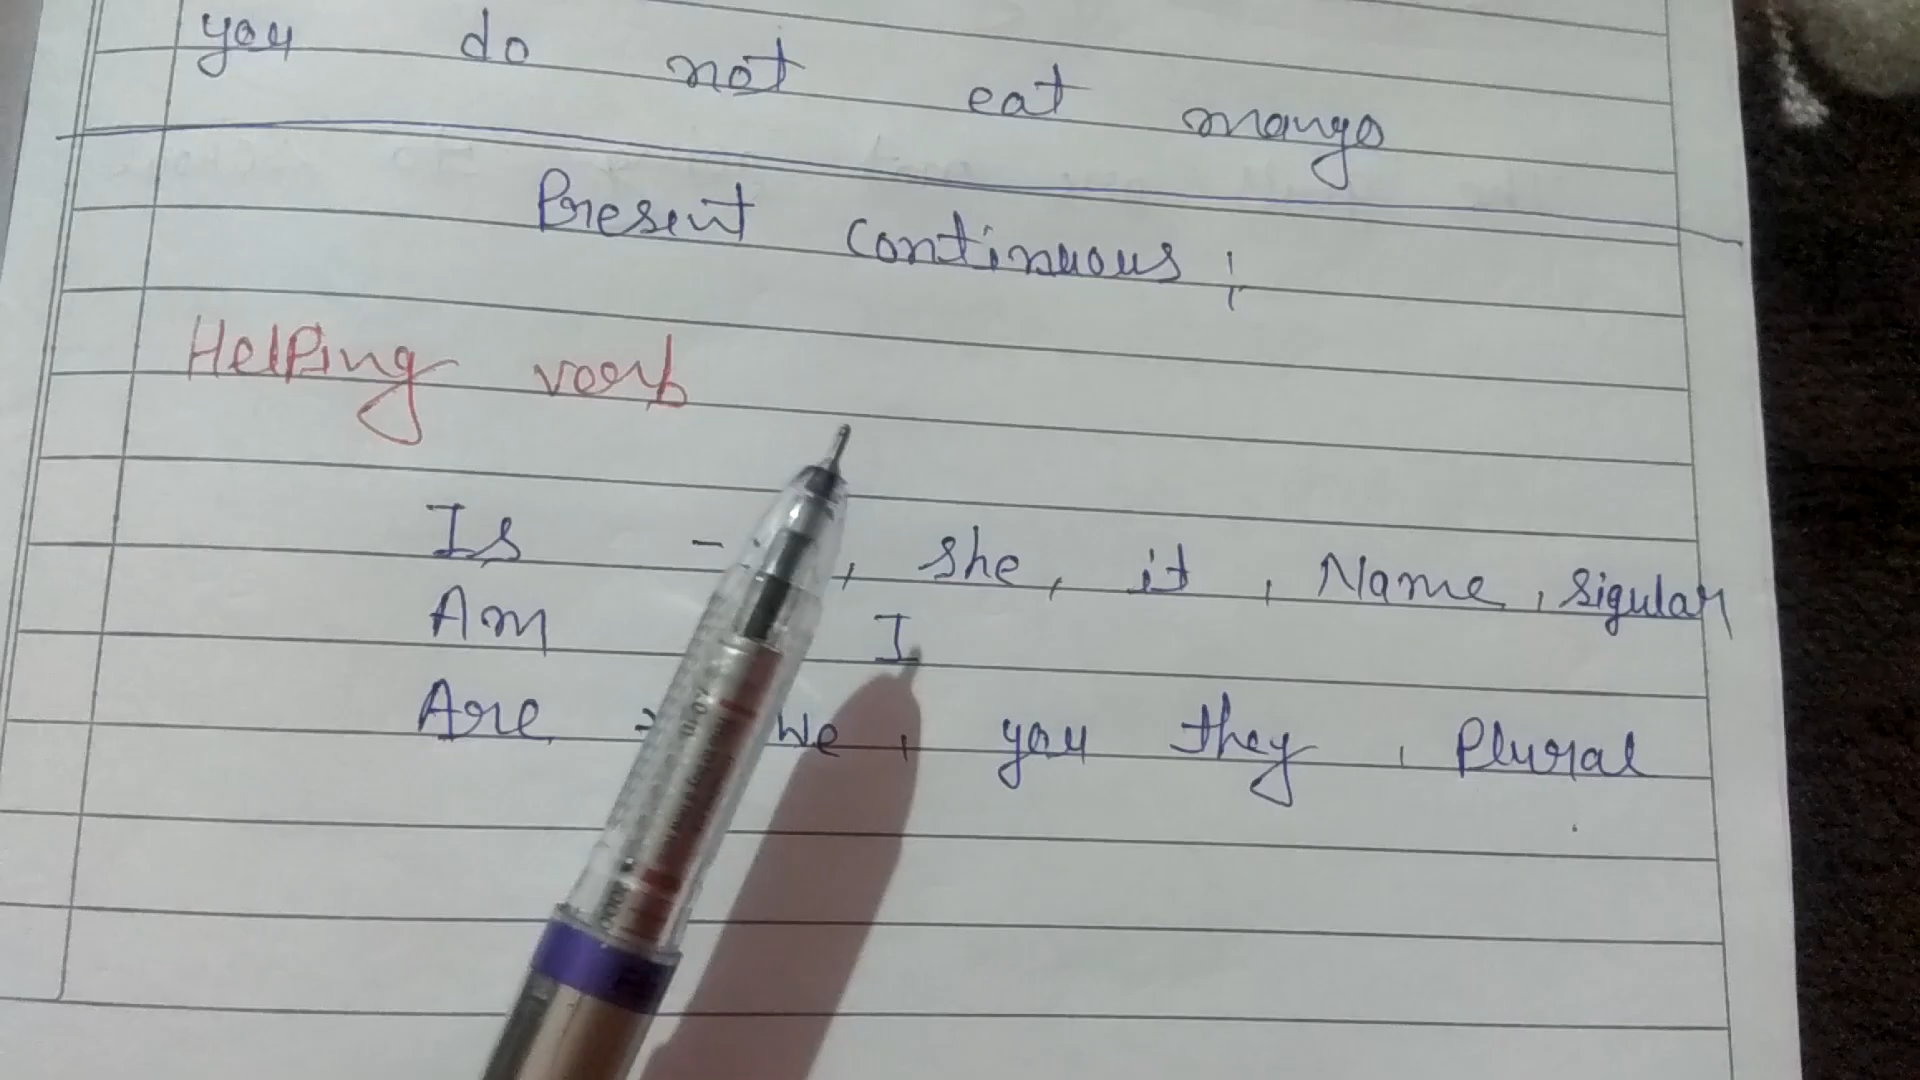 you do not eat mango
Present continuous :
Helping verb
Is - , she, it, Name, sigular
Am I
Are - We, you they, Plural